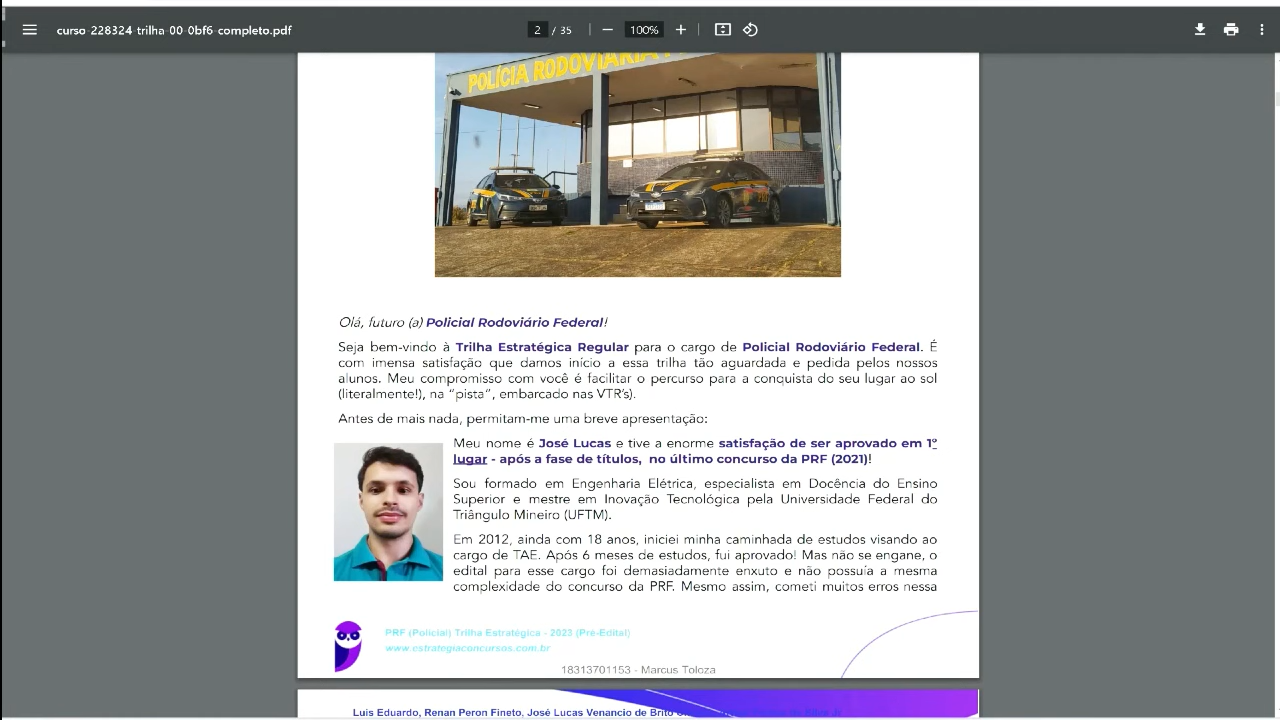 curso-228324-trilha-00-0bf6-completo.pdf
2 / 35
100%
POLÍCIA RODOVIÁRIA
PRF
Olá, futuro (a) Policial Rodoviário Federal!
Seja bem-vindo à Trilha Estratégica Regular para o cargo de Policial Rodoviário Federal. É
com imensa satisfação que damos início a essa trilha tão aguardada e pedida pelos nossos
alunos. Meu compromisso com você é facilitar o percurso para a conquista do seu lugar ao sol
(literalmente!), na “pista”, embarcado nas VTR’s).
Antes de mais nada, permitam-me uma breve apresentação:
Meu nome é José Lucas e tive a enorme satisfação de ser aprovado em 1º
lugar - após a fase de títulos, no último concurso da PRF (2021)!
Sou formado em Engenharia Elétrica, especialista em Docência do Ensino
Superior e mestre em Inovação Tecnológica pela Universidade Federal do
Triângulo Mineiro (UFTM).
Em 2012, ainda com 18 anos, iniciei minha caminhada de estudos visando ao
cargo de TAE. Após 6 meses de estudos, fui aprovado! Mas não se engane, o
edital para esse cargo foi demasiadamente enxuto e não possuía a mesma
complexidade do concurso da PRF. Mesmo assim, cometi muitos erros nessa
PRF (Policial) Trilha Estratégica - 2023 (Pré-Edital)
www.estrategiaconcursos.com.br
18313701153 - Marcus Toloza
Luis Eduardo, Renan Peron Fineto, José Lucas Venancio de Brito